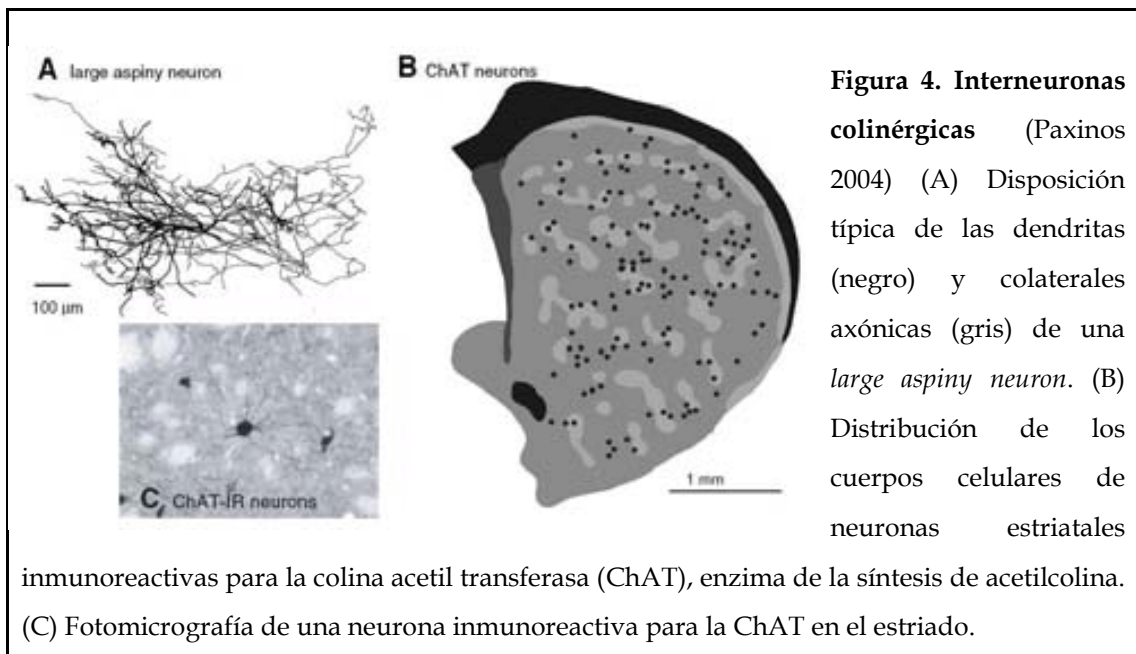 A large aspiny neuron
100 µm
B ChAT neurons
1 mm
C ChAT-IR neurons
Figura 4. Interneuronas
colinérgicas (Paxinos
2004) (A) Disposición
típica de las dendritas
(negro) y colaterales
axónicas (gris) de una
large aspiny neuron. (B)
Distribución de los
cuerpos celulares de
neuronas estriatales
inmunoreactivas para la colina acetil transferasa (ChAT), enzima de la síntesis de acetilcolina.
(C) Fotomicrografía de una neurona inmunoreactiva para la ChAT en el estriado.